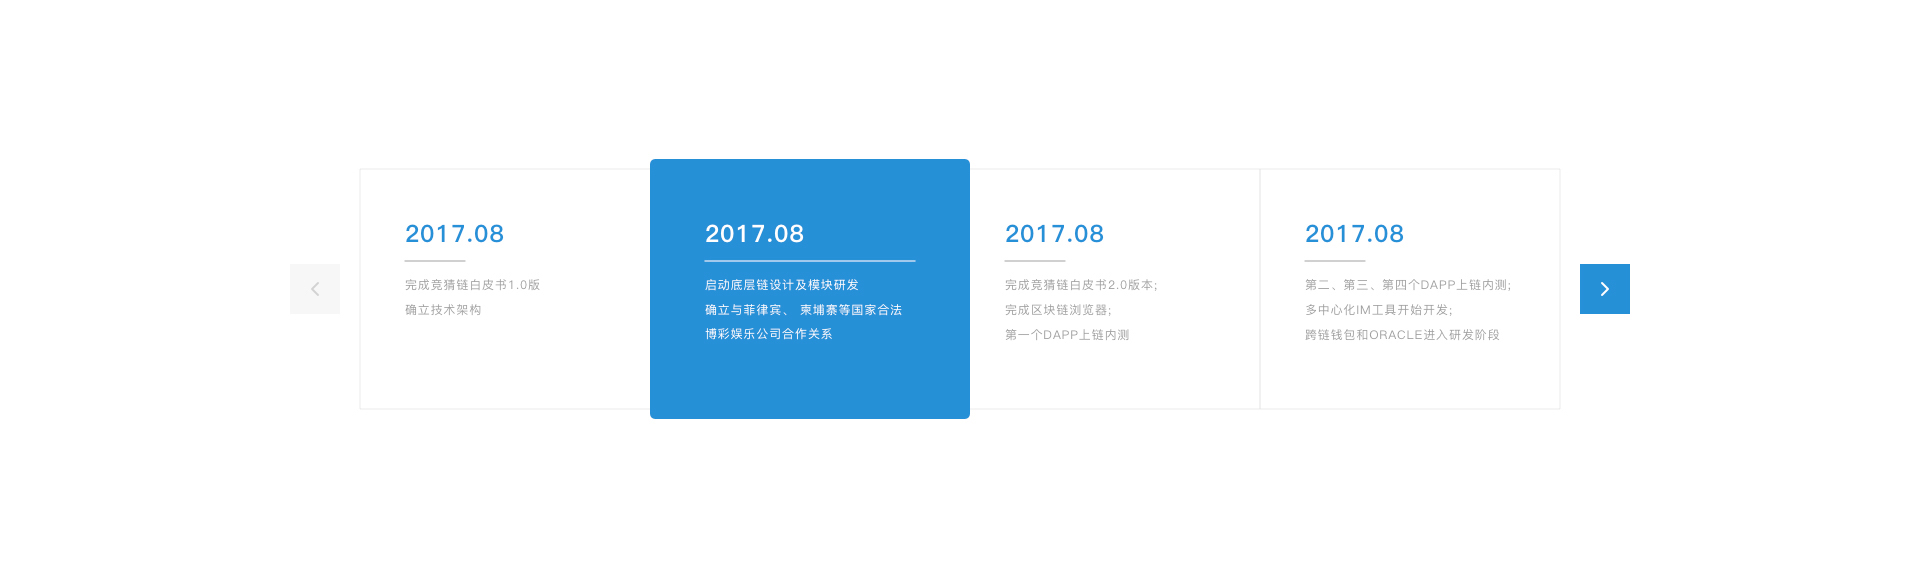 2017.08
完成竞猜链白皮书1.0版
确立技术架构
2017.08
启动底层链设计及模块研发
确立与菲律宾、 柬埔寨等国家合法
博彩娱乐公司合作关系
2017.08
完成竞猜链白皮书2.0版本;
完成区块链浏览器;
第一个DAPP上链内测
2017.08
第二、第三、第四个DAPP上链内测;
多中心化IM工具开始开发;
跨链钱包和ORACLE进入研发阶段